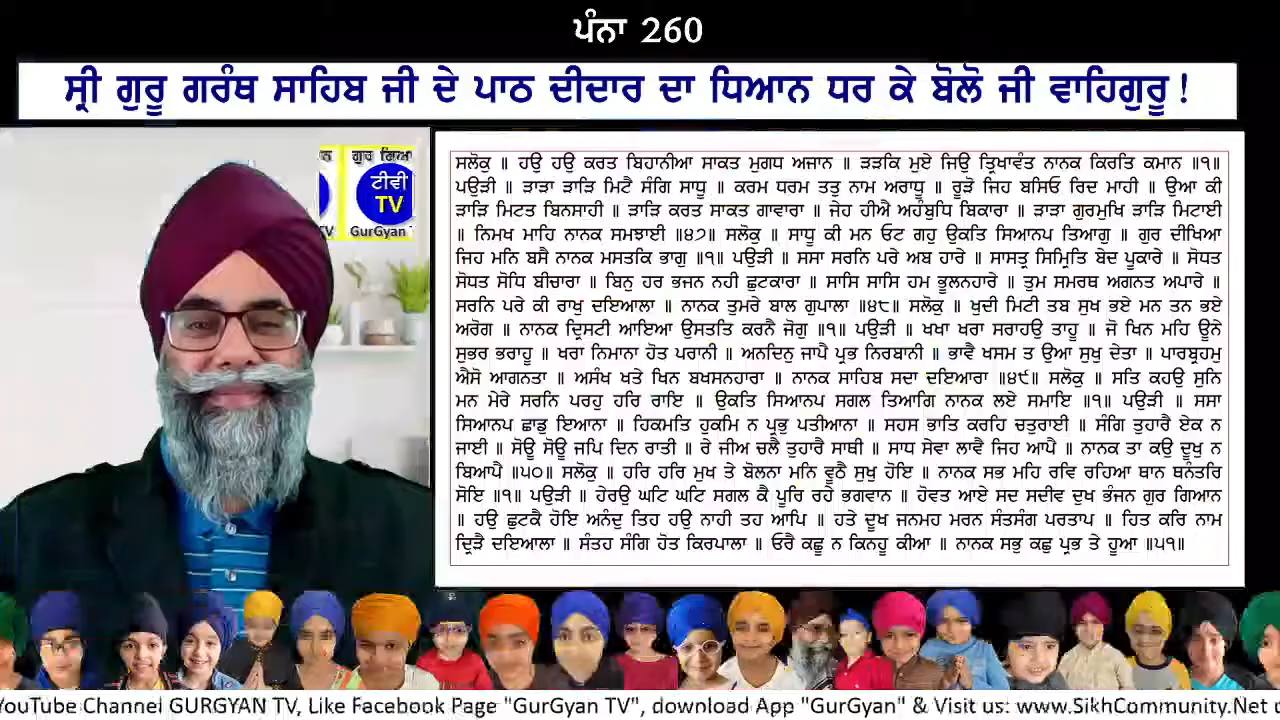 ਪੰਨਾ 260
ਸ੍ਰੀ ਗੁਰੂ ਗਰੰਥ ਸਾਹਿਬ ਜੀ ਦੇ ਪਾਠ ਦੀਦਾਰ ਦਾ ਧਿਆਨ ਧਰ ਕੇ ਬੋਲੋ ਜੀ ਵਾਹਿਗੁਰੂ!
ਗੁਰ ਗਿਆ
ਟੀਵੀ
TV
TV
GurGyan
ਸਲੋਕੁ ॥ ਹਉ ਹਉ ਕਰਤ ਬਿਹਾਨੀਆ ਸਾਕਤ ਮੁਗਧ ਅਜਾਨ ॥ ੜੜਕਿ ਮੁਏ ਜਿਉ ਤ੍ਰਿਖਾਵੰਤ ਨਾਨਕ ਕਿਰਤਿ ਕਮਾਨ ॥੧॥
ਪਉੜੀ ॥ ੜਾੜਾ ੜਾੜਿ ਮਿਟੈ ਸੰਗਿ ਸਾਧੂ ॥ ਕਰਮ ਧਰਮ ਤਤੁ ਨਾਮ ਅਰਾਧੂ ॥ ਰੂੜੋ ਜਿਹ ਬਸਿਓ ਰਿਦ ਮਾਹੀ ॥ ਉਆ ਕੀ
ੜਾੜਿ ਮਿਟਤ ਬਿਨਸਾਹੀ ॥ ੜਾੜਿ ਕਰਤ ਸਾਕਤ ਗਾਵਾਰਾ ॥ ਜੇਹ ਹੀਐ ਅਹੰਬੁਧਿ ਬਿਕਾਰਾ ॥ ੜਾੜਾ ਗੁਰਮੁਖਿ ੜਾੜਿ ਮਿਟਾਈ
॥ ਨਿਮਖ ਮਾਹਿ ਨਾਨਕ ਸਮਝਾਈ ॥੪੭॥ ਸਲੋਕੁ ॥ ਸਾਧੂ ਕੀ ਮਨ ਓਟ ਗਹੁ ਉਕਤਿ ਸਿਆਨਪ ਤਿਆਗੁ ॥ ਗੁਰ ਦੀਖਿਆ
ਜਿਹ ਮਨਿ ਬਸੈ ਨਾਨਕ ਮਸਤਕਿ ਭਾਗੁ ॥੧॥ ਪਉੜੀ ॥ ਸਸਾ ਸਰਨਿ ਪਰੇ ਅਬ ਹਾਰੇ ॥ ਸਾਸਤ੍ਰ ਸਿਮ੍ਰਿਤਿ ਬੇਦ ਪੂਕਾਰੇ ॥ ਸੋਧਤ
ਸੋਧਤ ਸੋਧਿ ਬੀਚਾਰਾ ॥ ਬਿਨੁ ਹਰ ਭਜਨ ਨਹੀ ਛੁਟਕਾਰਾ ॥ ਸਾਸਿ ਸਾਸਿ ਹਮ ਭੂਲਨਹਾਰੇ ॥ ਤੁਮ ਸਮਰਥ ਅਗਨਤ ਅਪਾਰੇ ॥
ਸਰਨਿ ਪਰੇ ਕੀ ਰਾਖੁ ਦਇਆਲਾ ॥ ਨਾਨਕ ਤੁਮਰੇ ਬਾਲ ਗੁਪਾਲਾ ॥੪੮॥ ਸਲੋਕੁ ॥ ਖੁਦੀ ਮਿਟੀ ਤਬ ਸੁਖ ਭਏ ਮਨ ਤਨ ਭਏ
ਅਰੋਗ ॥ ਨਾਨਕ ਦ੍ਰਿਸਟੀ ਆਇਆ ਉਸਤਤਿ ਕਰਨੈ ਜੋਗੁ ॥੧॥ ਪਉੜੀ ॥ ਖਖਾ ਖਰਾ ਸਰਾਹਉ ਤਾਹੂ ॥ ਜੋ ਖਿਨ ਮਹਿ ਊਨੇ
ਸੁਭਰ ਭਰਾਹੂ ॥ ਖਰਾ ਨਿਮਾਨਾ ਹੋਤ ਪਰਾਨੀ ॥ ਅਨਦਿਨੁ ਜਾਪੈ ਪ੍ਰਭ ਨਿਰਬਾਨੀ ॥ ਭਾਵੈ ਖਸਮ ਤ ਉਆ ਸੁਖੁ ਦੇਤਾ ॥ ਪਾਰਬ੍ਰਹਮੁ
ਐਸੋ ਆਗਨਤਾ ॥ ਅਸੰਖ ਖਤੇ ਖਿਨ ਬਖਸਨਹਾਰਾ ॥ ਨਾਨਕ ਸਾਹਿਬ ਸਦਾ ਦਇਆਰਾ ॥੪੯॥ ਸਲੋਕੁ ॥ ਸਤਿ ਕਹਉ ਸੁਨਿ
ਮਨ ਮੇਰੇ ਸਰਨਿ ਪਰਹੁ ਹਰਿ ਰਾਇ ॥ ਉਕਤਿ ਸਿਆਨਪ ਸਗਲ ਤਿਆਗਿ ਨਾਨਕ ਲਏ ਸਮਾਇ ॥੧॥ ਪਉੜੀ ॥ ਸਸਾ
ਸਿਆਨਪ ਛਾਡੁ ਇਆਨਾ ॥ ਹਿਕਮਤਿ ਹੁਕਮਿ ਨ ਪ੍ਰਭੁ ਪਤੀਆਨਾ ॥ ਸਹਸ ਭਾਤਿ ਕਰਹਿ ਚਤੁਰਾਈ ॥ ਸੰਗਿ ਤੁਹਾਰੈ ਏਕ ਨ
ਜਾਈ ॥ ਸੋਊ ਸੋਊ ਜਪਿ ਦਿਨ ਰਾਤੀ ॥ ਰੇ ਜੀਅ ਚਲੈ ਤੁਹਾਰੈ ਸਾਥੀ ॥ ਸਾਧ ਸੇਵਾ ਲਾਵੈ ਜਿਹ ਆਪੈ ॥ ਨਾਨਕ ਤਾ ਕਉ ਦੂਖੁ ਨ
ਬਿਆਪੈ ॥੫੦॥ ਸਲੋਕੁ ॥ ਹਰਿ ਹਰਿ ਮੁਖ ਤੇ ਬੋਲਨਾ ਮਨਿ ਵੂਠੈ ਸੁਖੁ ਹੋਇ ॥ ਨਾਨਕ ਸਭ ਮਹਿ ਰਵਿ ਰਹਿਆ ਥਾਨ ਥਨੰਤਰਿ
ਸੋਇ ॥੧॥ ਪਉੜੀ ॥ ਹੇਰਉ ਘਟਿ ਘਟਿ ਸਗਲ ਕੈ ਪੂਰਿ ਰਹੇ ਭਗਵਾਨ ॥ ਹੋਵਤ ਆਏ ਸਦ ਸਦੀਵ ਦੁਖ ਭੰਜਨ ਗੁਰ ਗਿਆਨ
॥ ਹਉ ਛੁਟਕੈ ਹੋਇ ਅਨੰਦੁ ਤਿਹ ਹਉ ਨਾਹੀ ਤਹ ਆਪਿ ॥ ਹਤੇ ਦੂਖ ਜਨਮਹ ਮਰਨ ਸੰਤਸੰਗ ਪਰਤਾਪ ॥ ਹਿਤ ਕਰਿ ਨਾਮ
ਦ੍ਰਿੜੈ ਦਇਆਲਾ ॥ ਸੰਤਹ ਸੰਗਿ ਹੋਤ ਕਿਰਪਾਲਾ ॥ ਓਰੈ ਕਛੂ ਨ ਕਿਨਹੂ ਕੀਆ ॥ ਨਾਨਕ ਸਭੁ ਕਛੁ ਪ੍ਰਭ ਤੇ ਹੂਆ ॥੫੧॥
YouTube Channel GURGYAN TV, Like Facebook Page "GurGyan TV", download App "GurGyan" & Visit us: www.SikhCommunity.Net